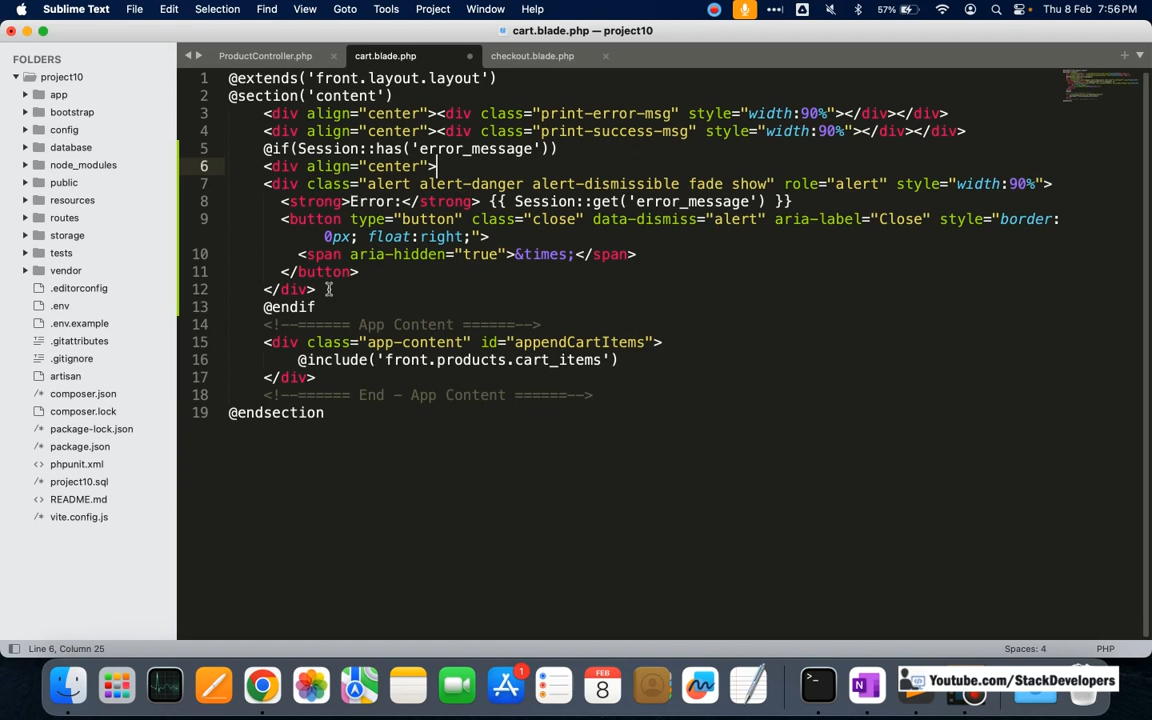 Sublime Text File Edit Selection Find View Goto Tools Project Window Help 57% Thu 8 Feb 7:56 PM
cart.blade.php — project10
FOLDERS
project10
app
bootstrap
config
database
node_modules
public
resources
routes
storage
tests
vendor
.editorconfig
.env
.env.example
.gitattributes
.gitignore
artisan
composer.json
composer.lock
package-lock.json
package.json
phpunit.xml
project10.sql
README.md
vite.config.js
ProductController.php × cart.blade.php checkout.blade.php ×
1 @extends('front.layout.layout')
2 @section('content')
3 <div align="center"><div class="print-error-msg" style="width:90%"></div></div>
4 <div align="center"><div class="print-success-msg" style="width:90%"></div></div>
5 @if(Session::has('error_message'))
6 <div align="center">
7 <div class="alert alert-danger alert-dismissible fade show" role="alert" style="width:90%">
8 <strong>Error:</strong> {{ Session::get('error_message') }}
9 <button type="button" class="close" data-dismiss="alert" aria-label="Close" style="border:
0px; float:right;">
10 <span aria-hidden="true">&times;</span>
11 </button>
12 </div>
13 @endif
14 <!--====== App Content ======-->
15 <div class="app-content" id="appendCartItems">
16 @include('front.products.cart_items')
17 </div>
18 <!--====== End - App Content ======-->
19 @endsection
Line 6, Column 25 Spaces: 4 PHP
1
FEB
8
Youtube.com/StackDevelopers